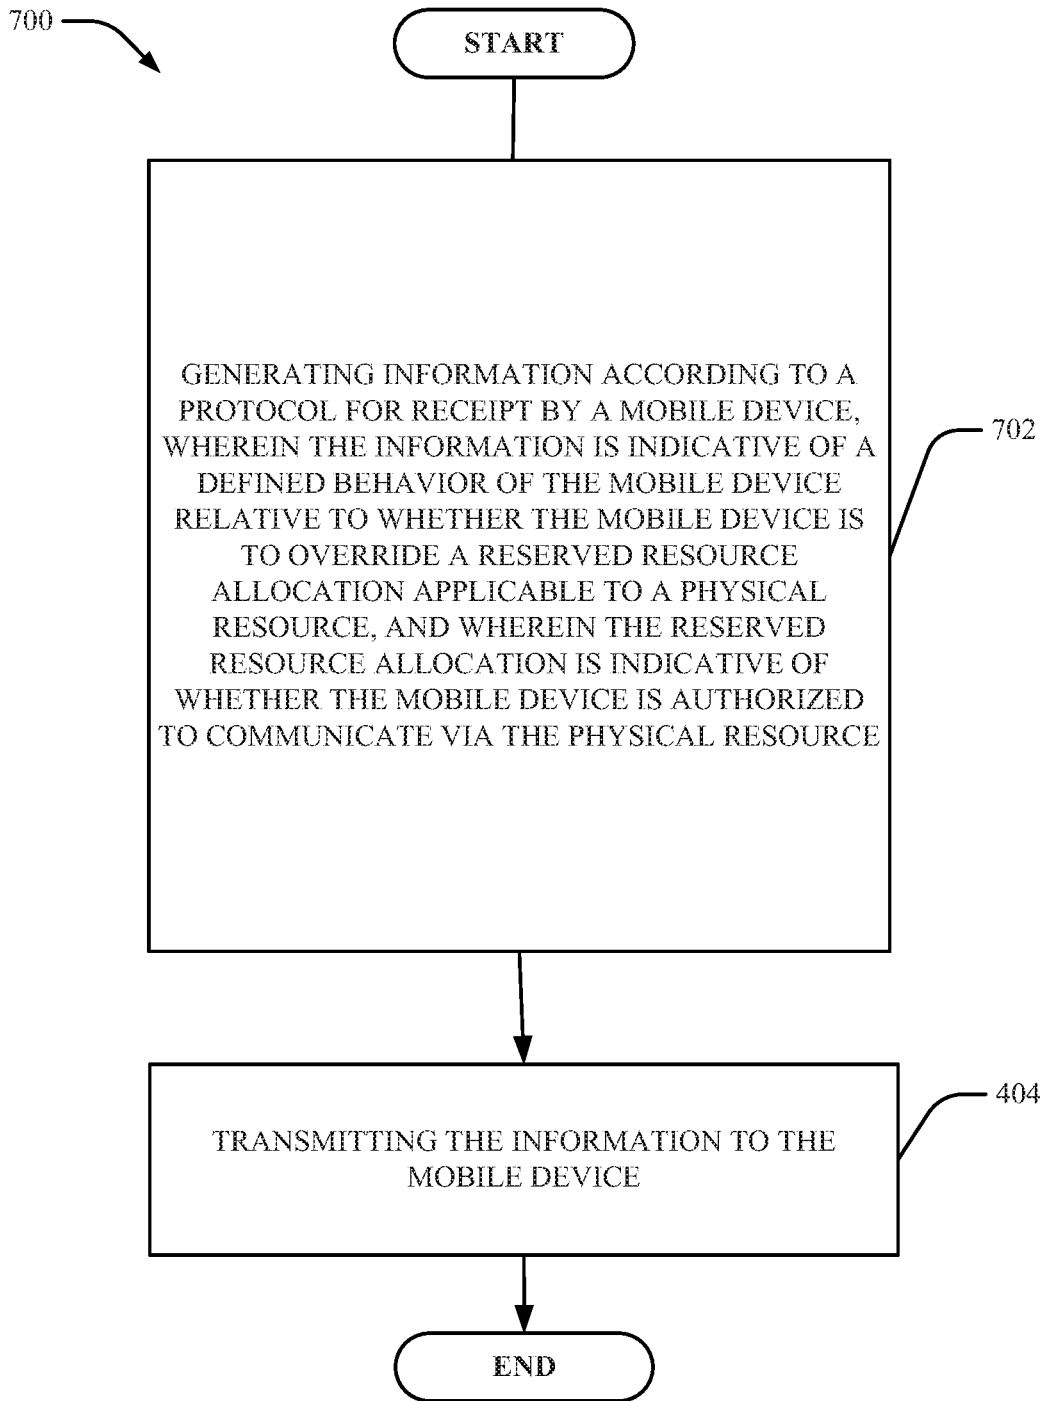 700
START
GENERATING INFORMATION ACCORDING TO A
PROTOCOL FOR RECEIPT BY A MOBILE DEVICE,
WHEREIN THE INFORMATION IS INDICATIVE OF A
DEFINED BEHAVIOR OF THE MOBILE DEVICE
RELATIVE TO WHETHER THE MOBILE DEVICE IS
TO OVERRIDE A RESERVED RESOURCE
ALLOCATION APPLICABLE TO A PHYSICAL
RESOURCE, AND WHEREIN THE RESERVED
RESOURCE ALLOCATION IS INDICATIVE OF
WHETHER THE MOBILE DEVICE IS AUTHORIZED
TO COMMUNICATE VIA THE PHYSICAL RESOURCE
702
TRANSMITTING THE INFORMATION TO THE
MOBILE DEVICE
404
END